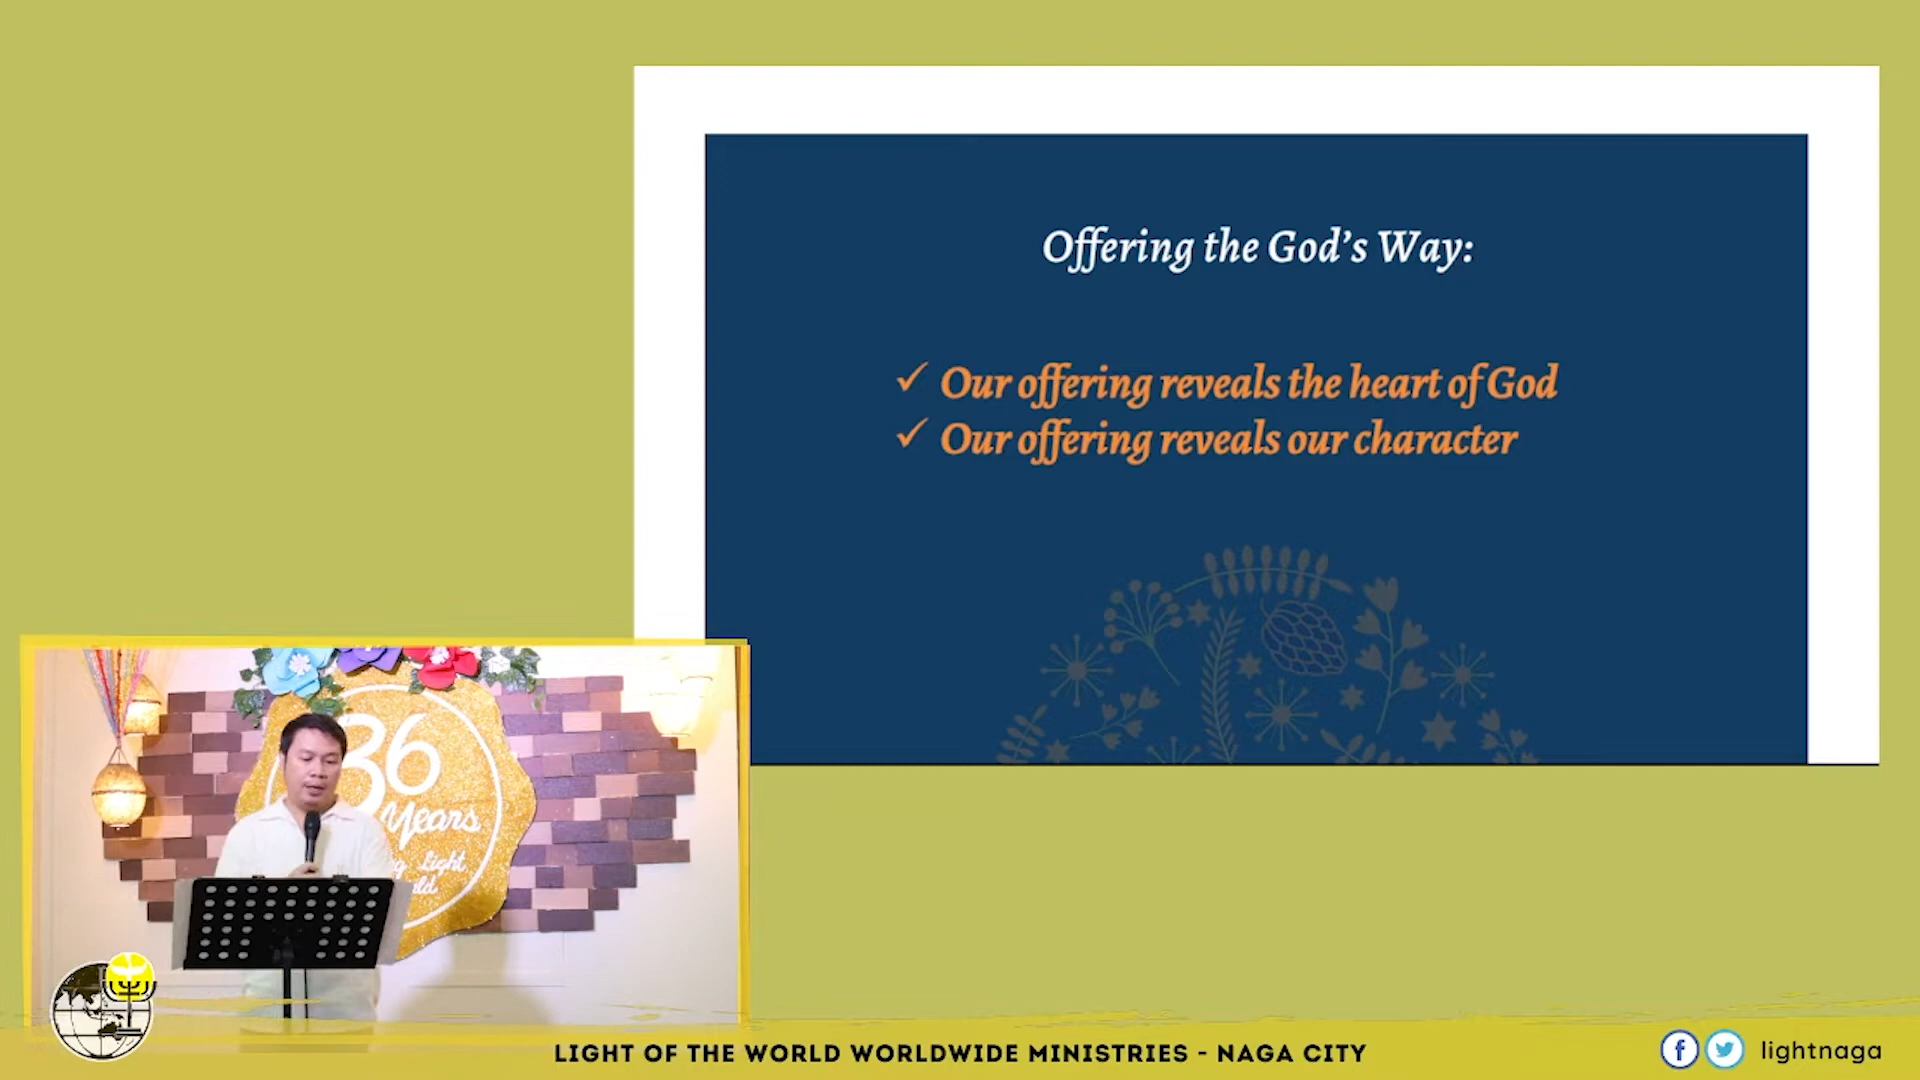 Offering the God's Way:
✓ Our offering reveals the heart of God
✓ Our offering reveals our character
36
Years
Light
LIGHT OF THE WORLD WORLDWIDE MINISTRIES - NAGA CITY
lightnaga